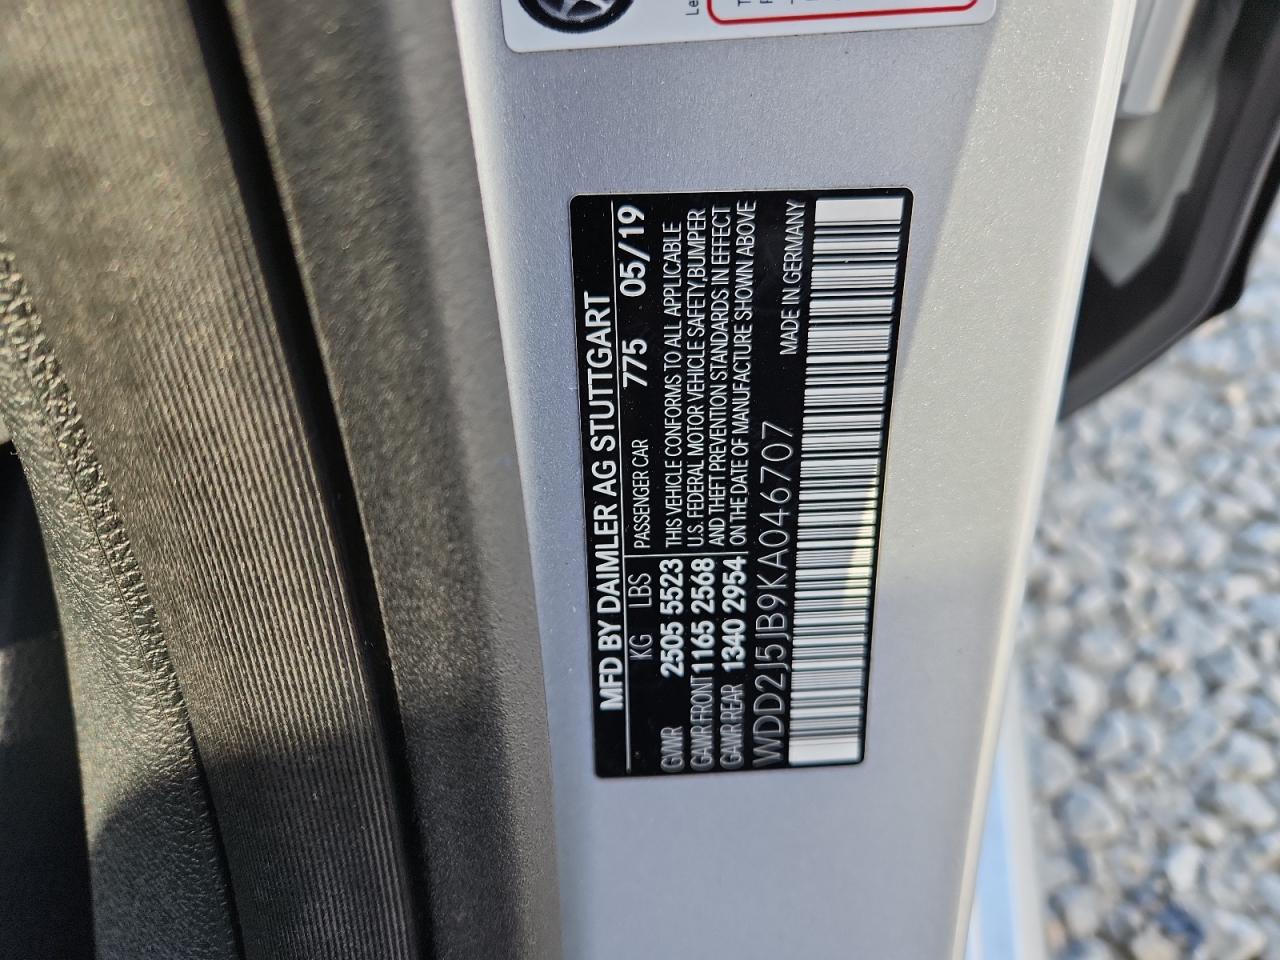 MFD BY DAIMLER AG STUTTGART
KG LBS PASSENGER CAR 775 05/19
GVWR 2505 5523 THIS VEHICLE CONFORMS TO ALL APPLICABLE
GAWR FRONT 1165 2568 U.S. FEDERAL MOTOR VEHICLE SAFETY,BUMPER
GAWR REAR 1340 2954 AND THEFT PREVENTION STANDARDS IN EFFECT
ON THE DATE OF MANUFACTURE SHOWN ABOVE
WDD2J5JB9KA046707 MADE IN GERMANY
Le